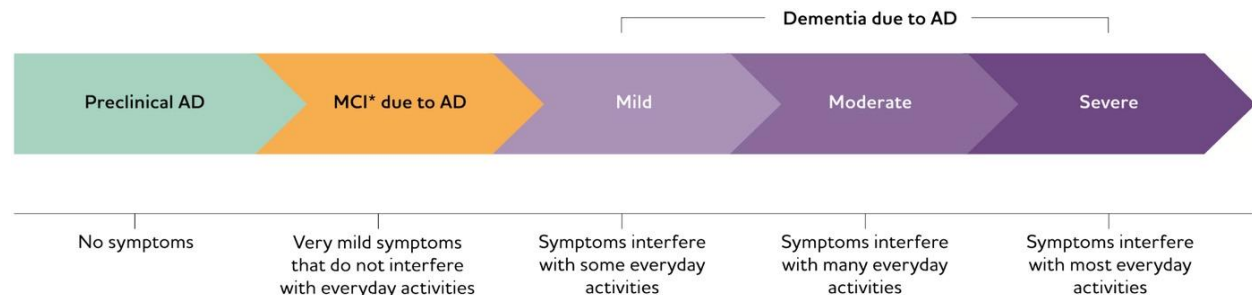 Dementia due to AD
Preclinical AD
MCI* due to AD
Mild
Moderate
Severe
No symptoms
Very mild symptoms
that do not interfere
with everyday activities
Symptoms interfere
with some everyday
activities
Symptoms interfere
with many everyday
activities
Symptoms interfere
with most everyday
activities